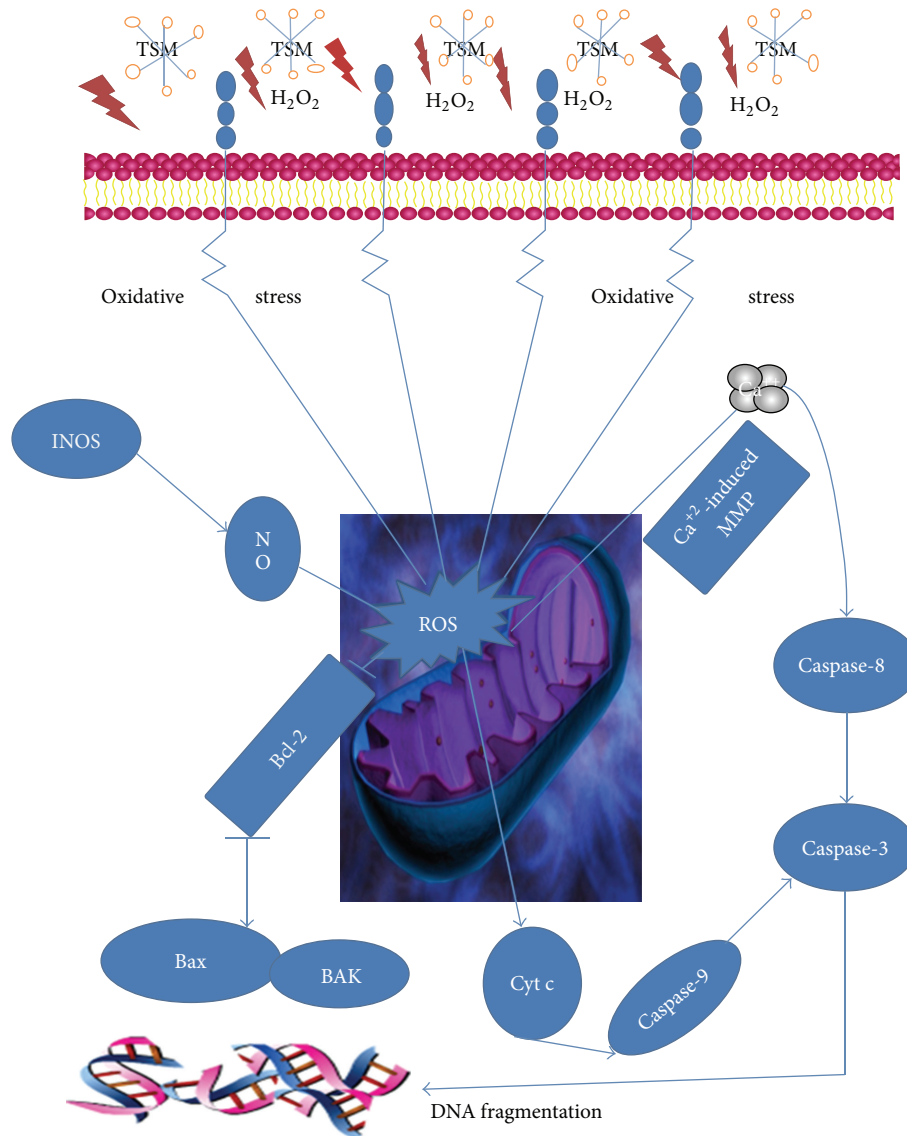 TSM
TSM
TSM
TSM
TSM
H₂O₂
H₂O₂
H₂O₂
H₂O₂
Oxidative stress
Oxidative stress
Ca⁺⁺
INOS
Ca⁺²-induced
MMP
N
O
ROS
Caspase-8
Bcl-2
Caspase-3
Bax
BAK
Cyt c
Caspase-9
DNA fragmentation